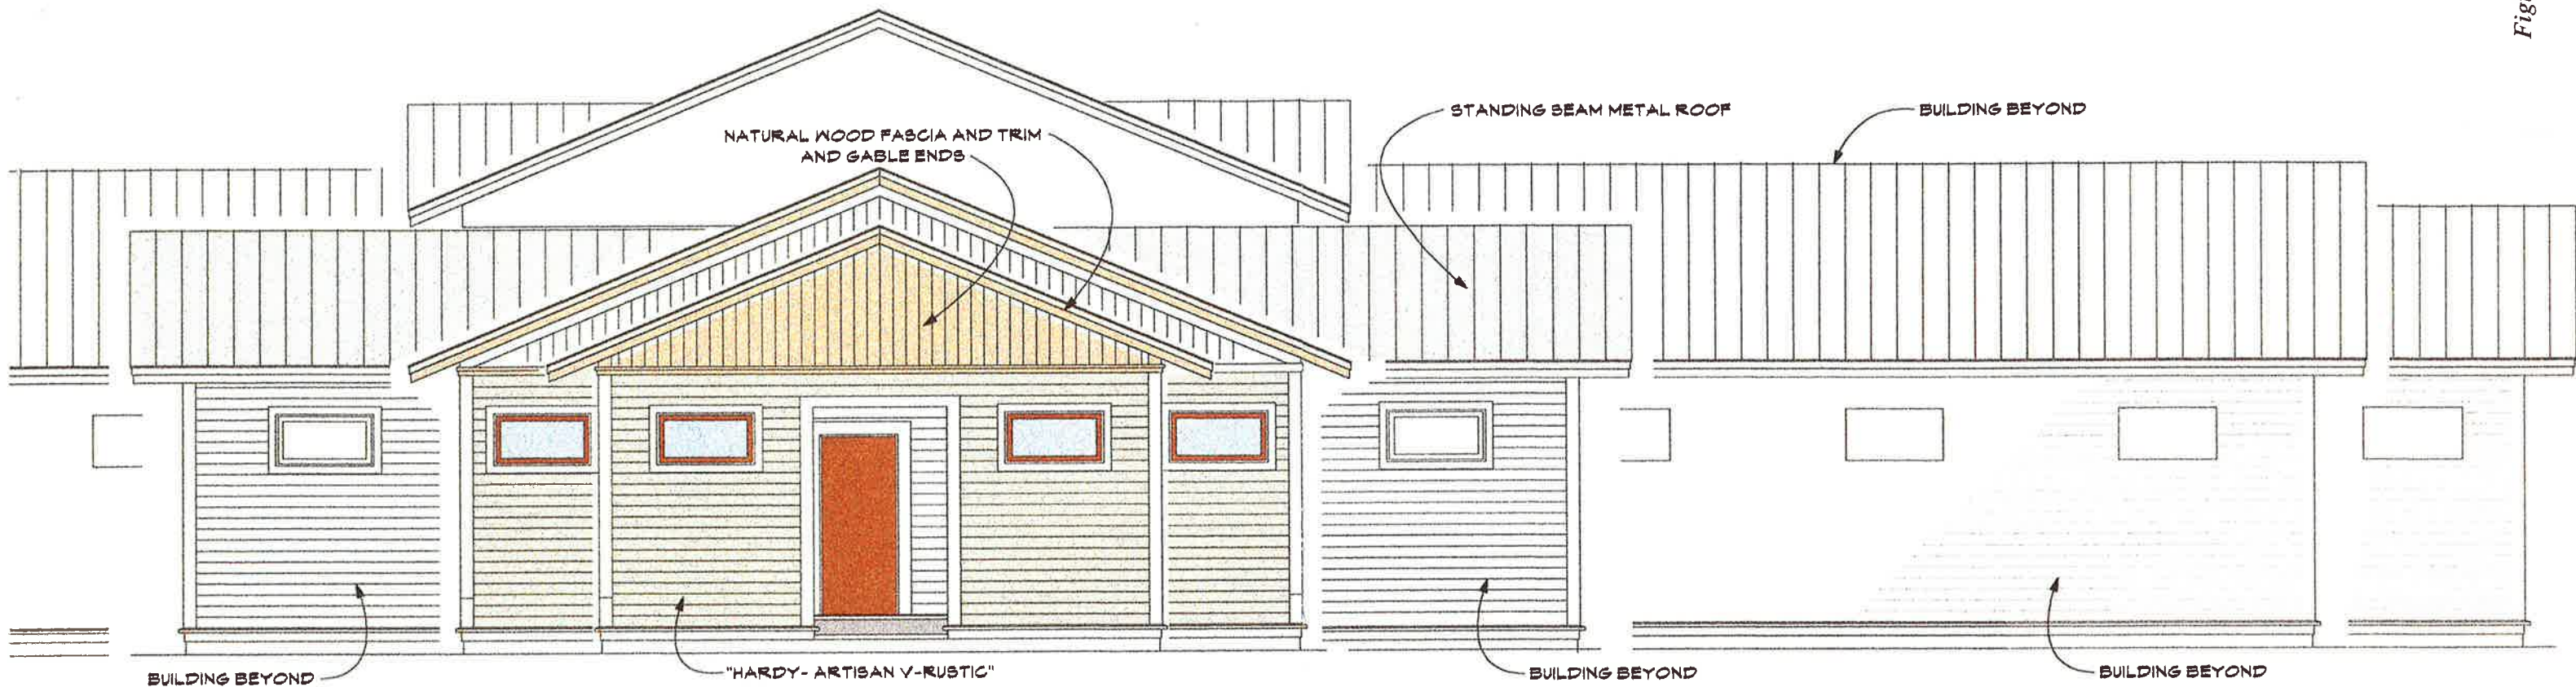 Figu
STANDING SEAM METAL ROOF
BUILDING BEYOND
NATURAL WOOD FASCIA AND TRIM
AND GABLE ENDS
BUILDING BEYOND
"HARDY- ARTISAN V-RUSTIC"
BUILDING BEYOND
BUILDING BEYOND